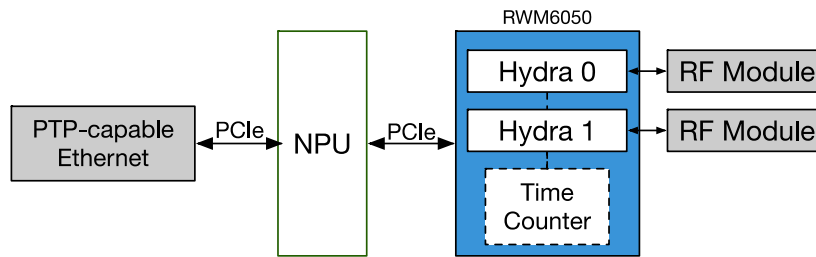 RWM6050
Hydra 0
RF Module
PTP-capable
Ethernet
PCIe
NPU
PCIe
Hydra 1
RF Module
Time
Counter